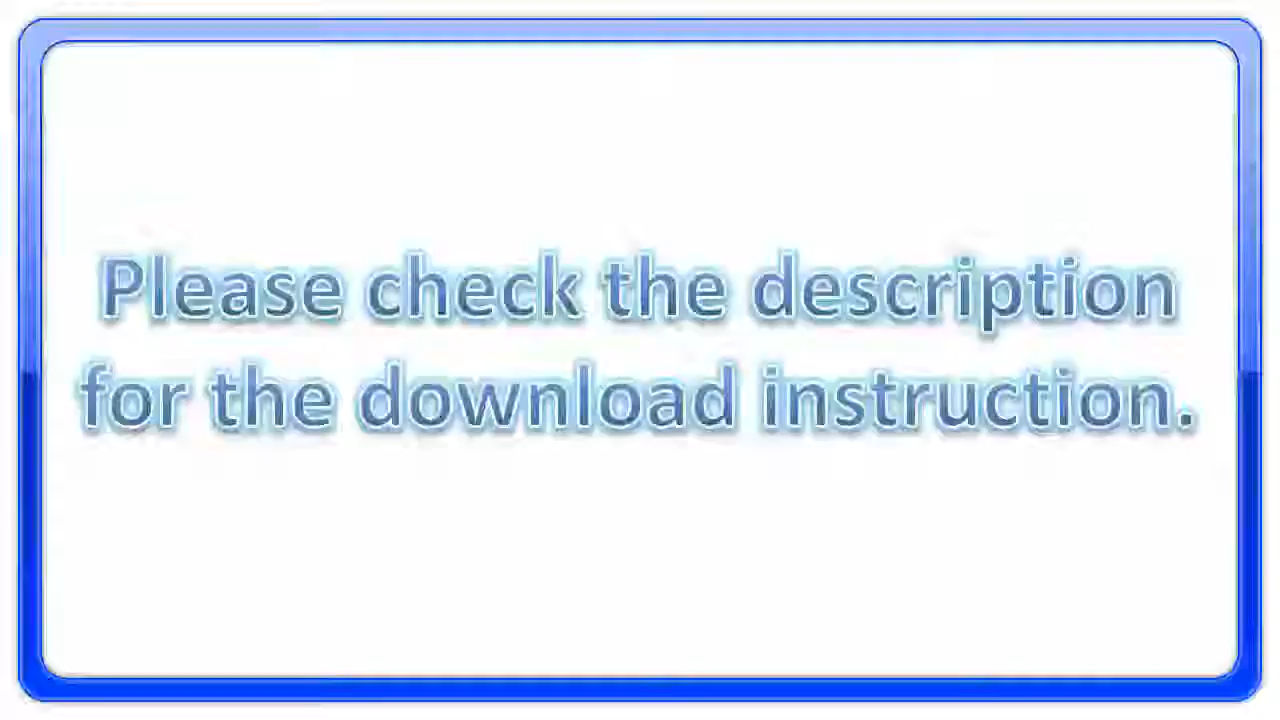 Please check the description
for the download instruction.